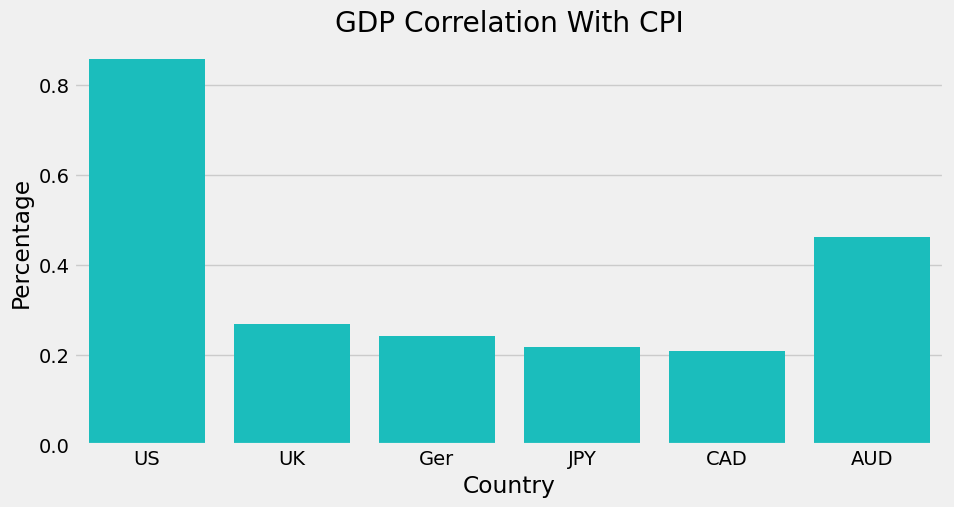 GDP Correlation With CPI
Percentage
0.8
0.6
0.4
0.2
0.0
US UK Ger JPY CAD AUD
Country